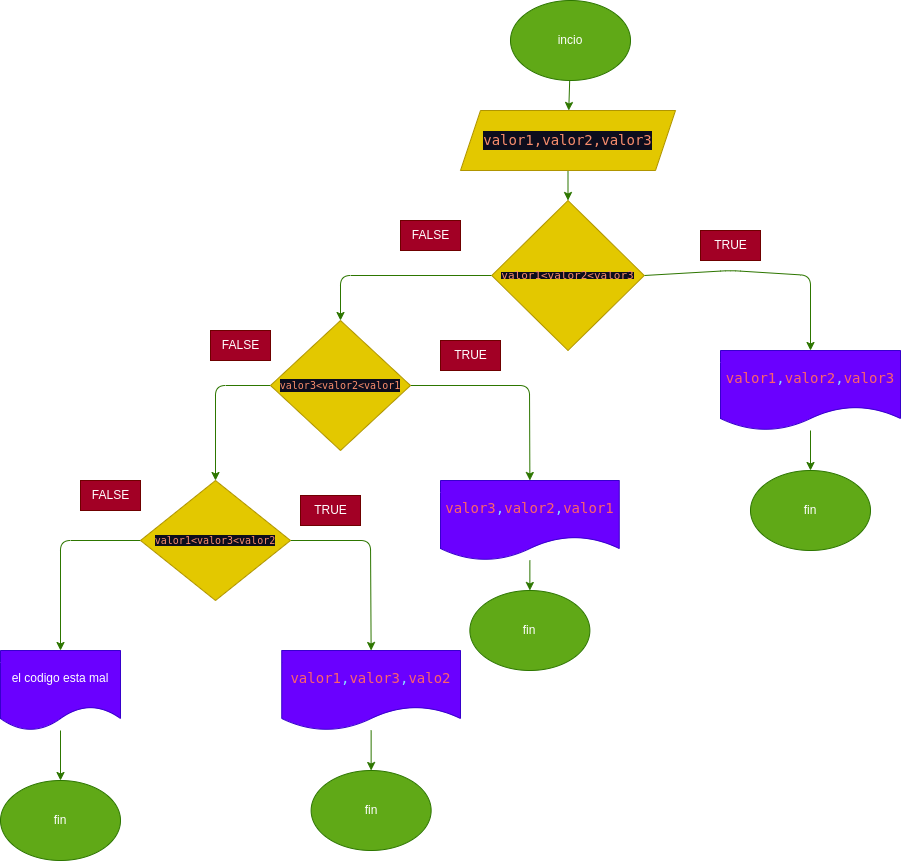 incio
valor1,valor2,valor3
FALSE
TRUE
valor1<valor2<valor3
FALSE
TRUE
valor3<valor2<valor1
valor1,valor2,valor3
FALSE
TRUE
valor1<valor3<valor2
valor3,valor2,valor1
fin
fin
el codigo esta mal
valor1,valor3,valo2
fin
fin